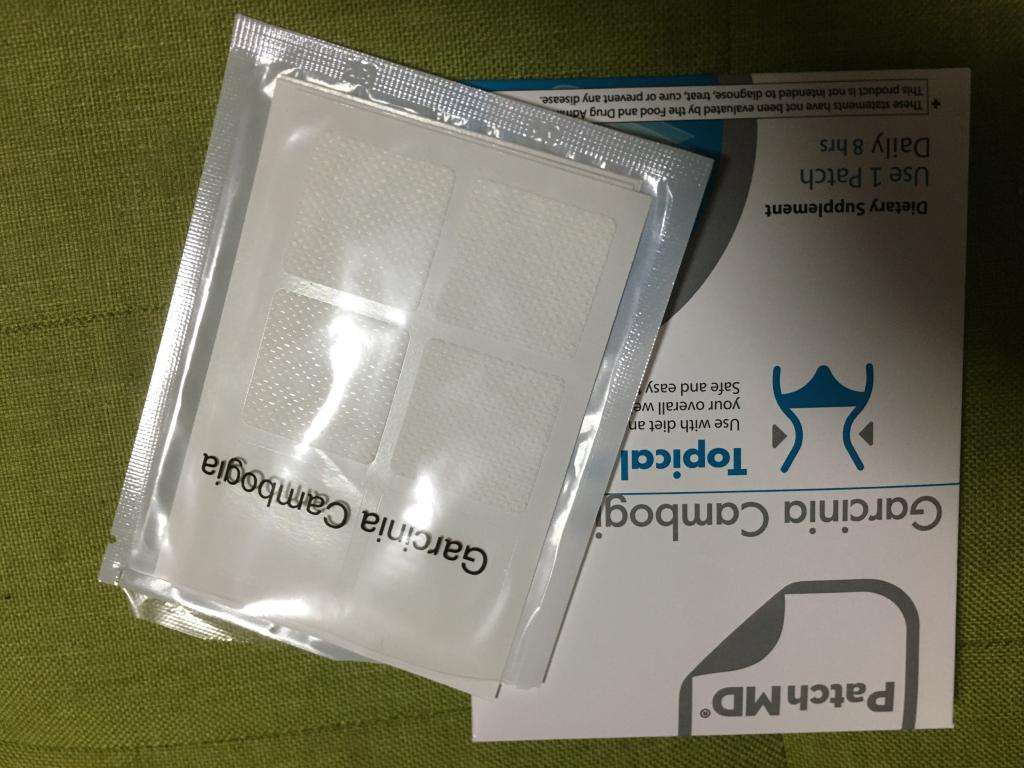 PatchMD®
Garcinia Cambogi
Topical
Use with diet an
your overall we
Safe and easy
Dietary Supplement
Use 1 Patch
Daily 8 hrs
+ These statements have not been evaluated by the Food and Drug Admi
This product is not intended to diagnose, treat, cure or prevent any disease.
Garcinia Cambogia